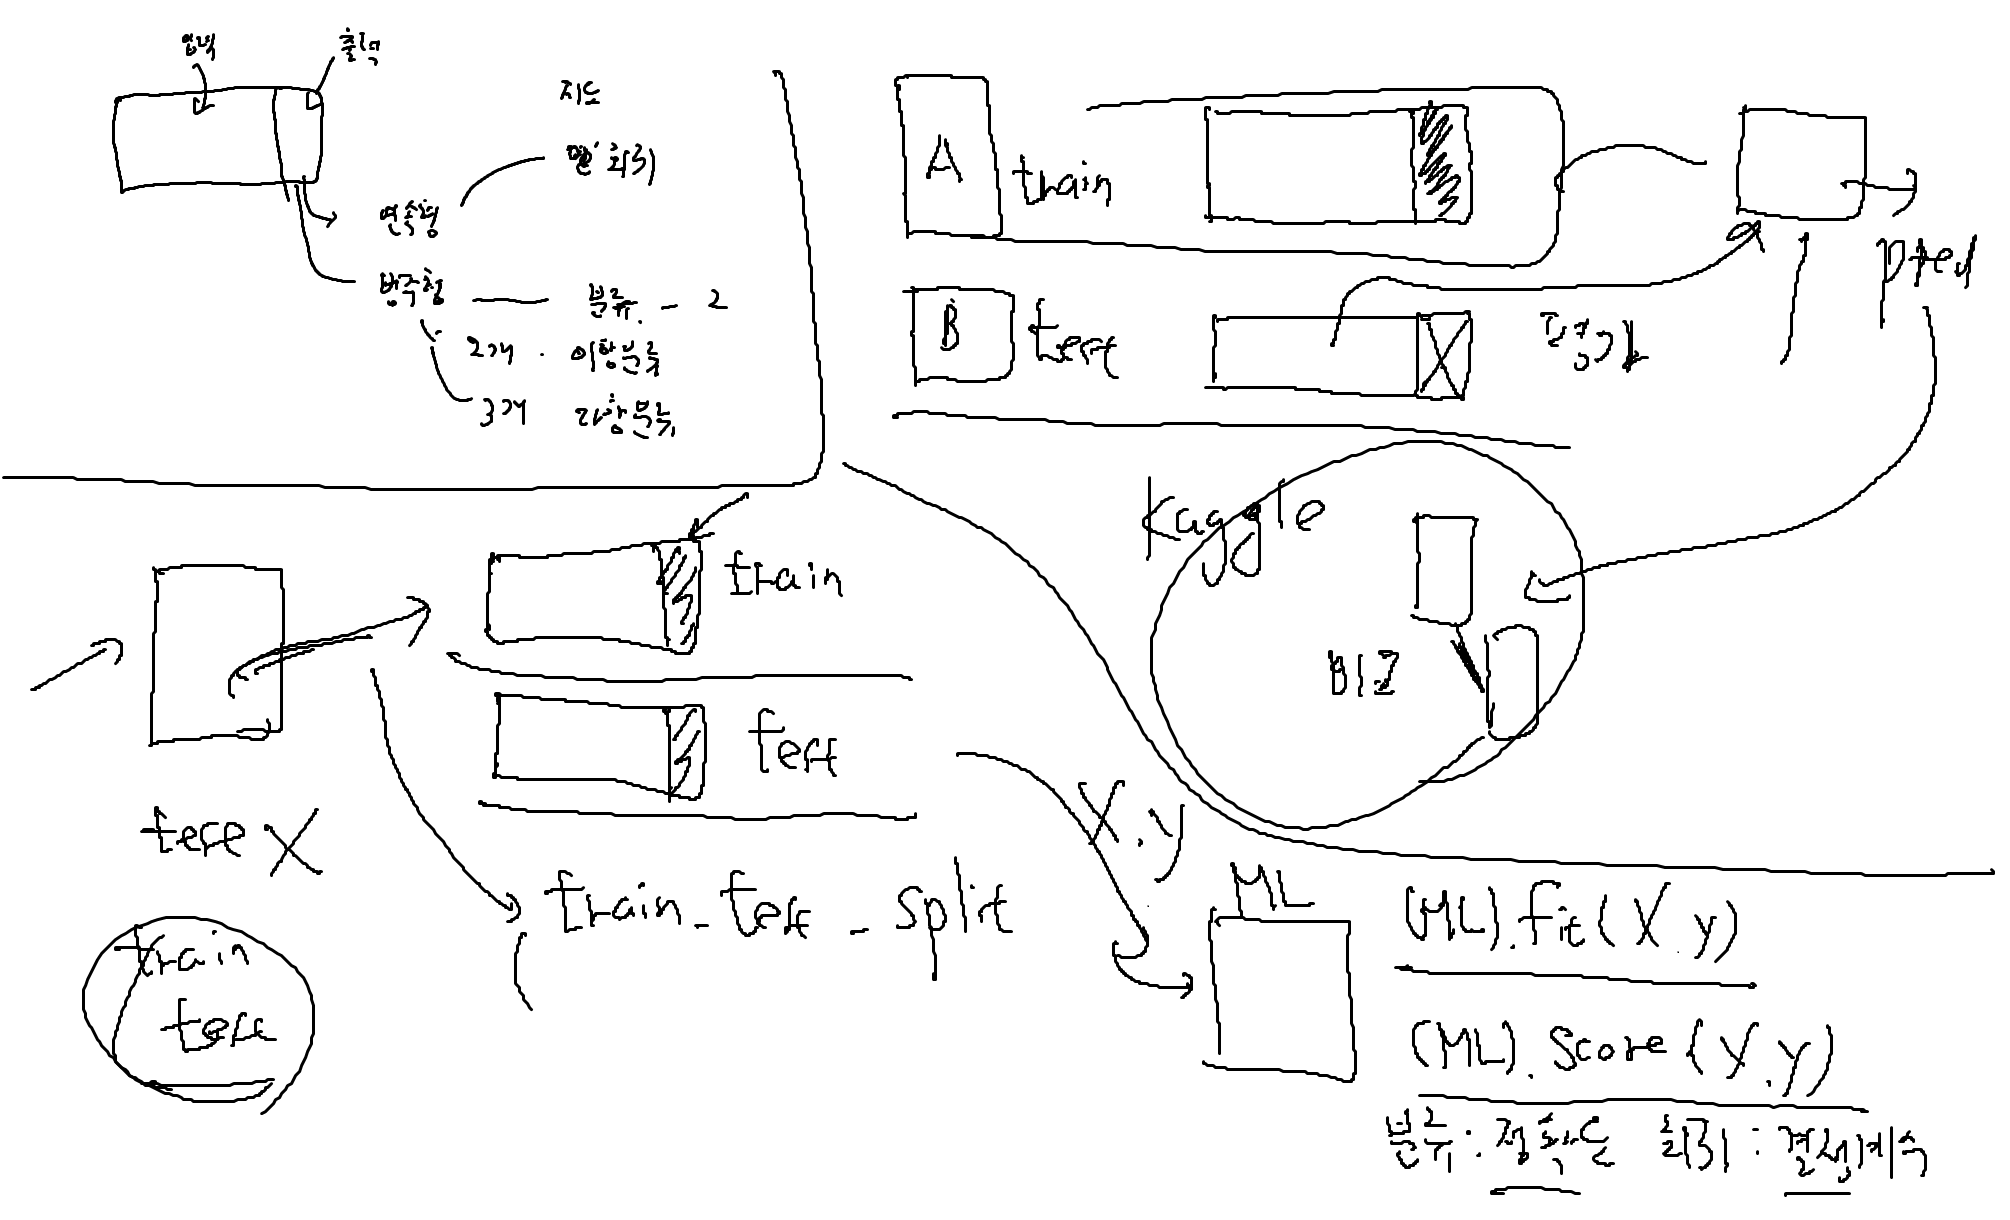 입력 출력
지도
회귀
연속형
범주형 분류 - 2
2개 이항분류
3개 다항분류
A train
B test
평가
pred
kaggle
BIZ
train
test
test X
train
test
train_test_split
X.y
ML
(ML).fit(X.y)
(ML).Score(X.y)
분류: 정확도 회귀: 결정계수